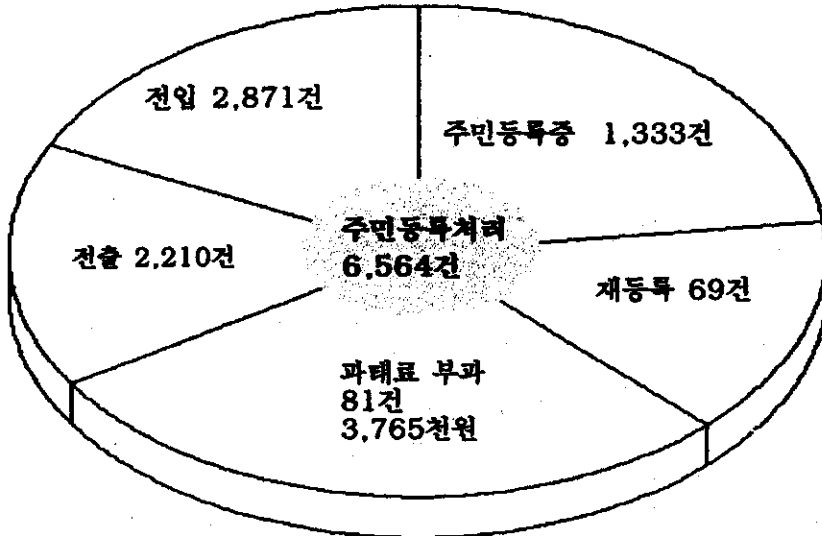 전입 2,871건
주민등록증 1,333건
주민등록처리
6,564건
전출 2,210건
재등록 69건
과태료 부과
81건
3,765천원